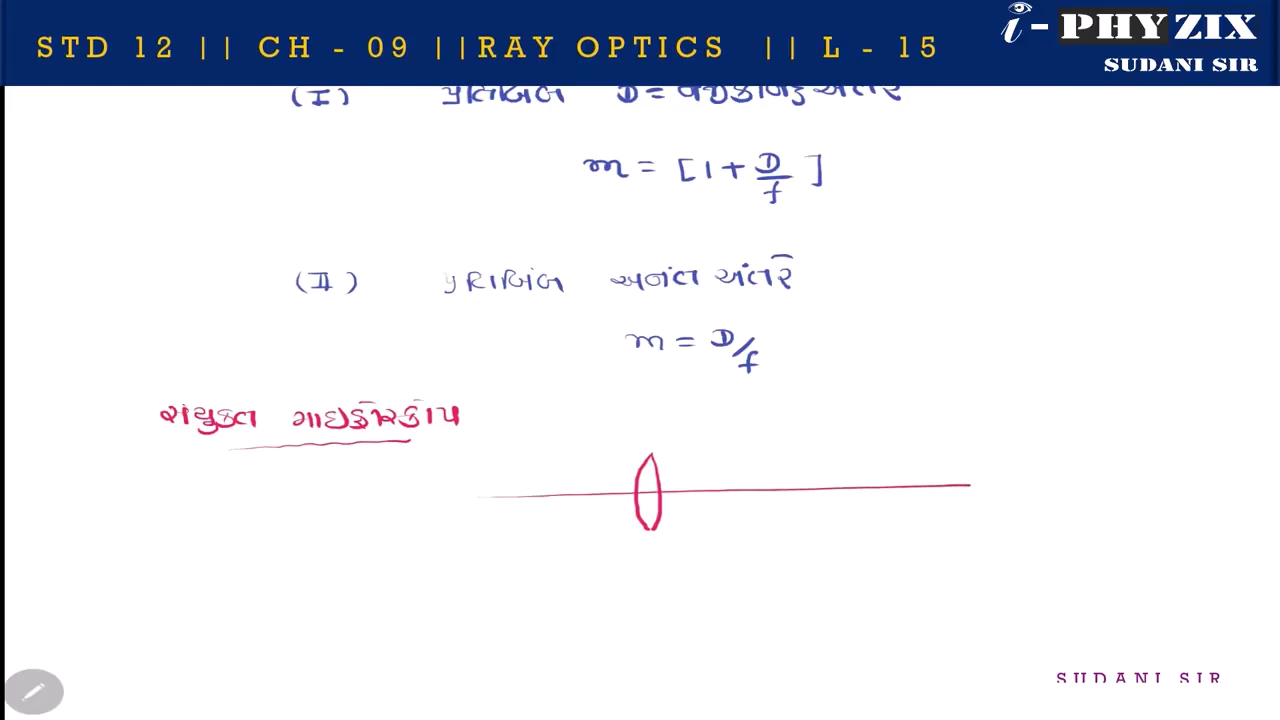 STD 12 || CH - 09 ||RAY OPTICS || L - 15
i-PHYZIX
SUDANI SIR
(I) પ્રતિબિંબ D = નજીકબિંદુ અંતરે
m = [1 + D/f ]
(II) પ્રતિબિંબ અનંત અંતરે
m = D/f
સંયુક્ત માઇક્રોસ્કોપ
SUDANI SIR